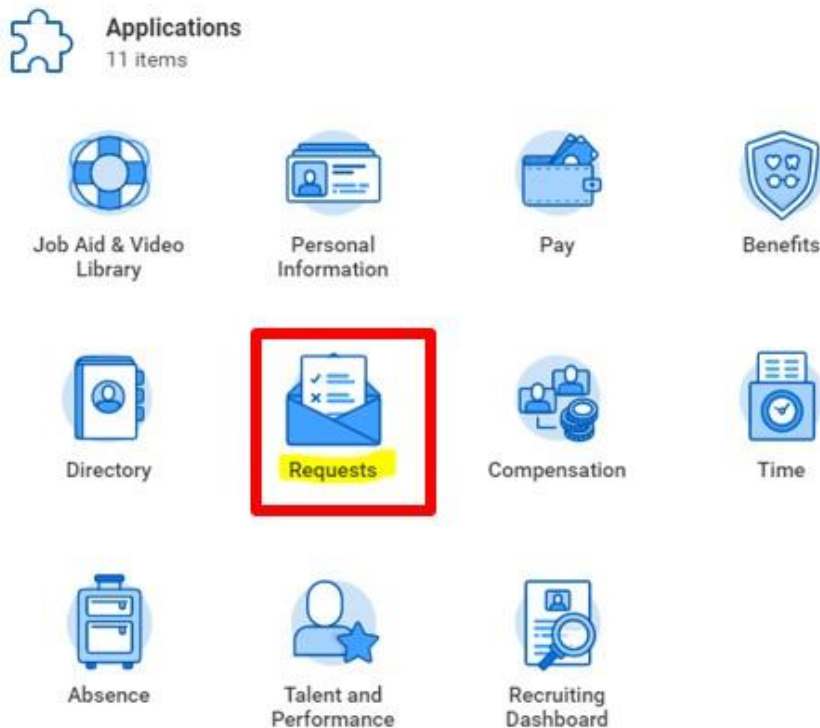 Applications
11 items
Job Aid & Video
Library
Personal
Information
Pay
Benefits
Directory
Requests
Compensation
Time
Absence
Talent and
Performance
Recruiting
Dashboard